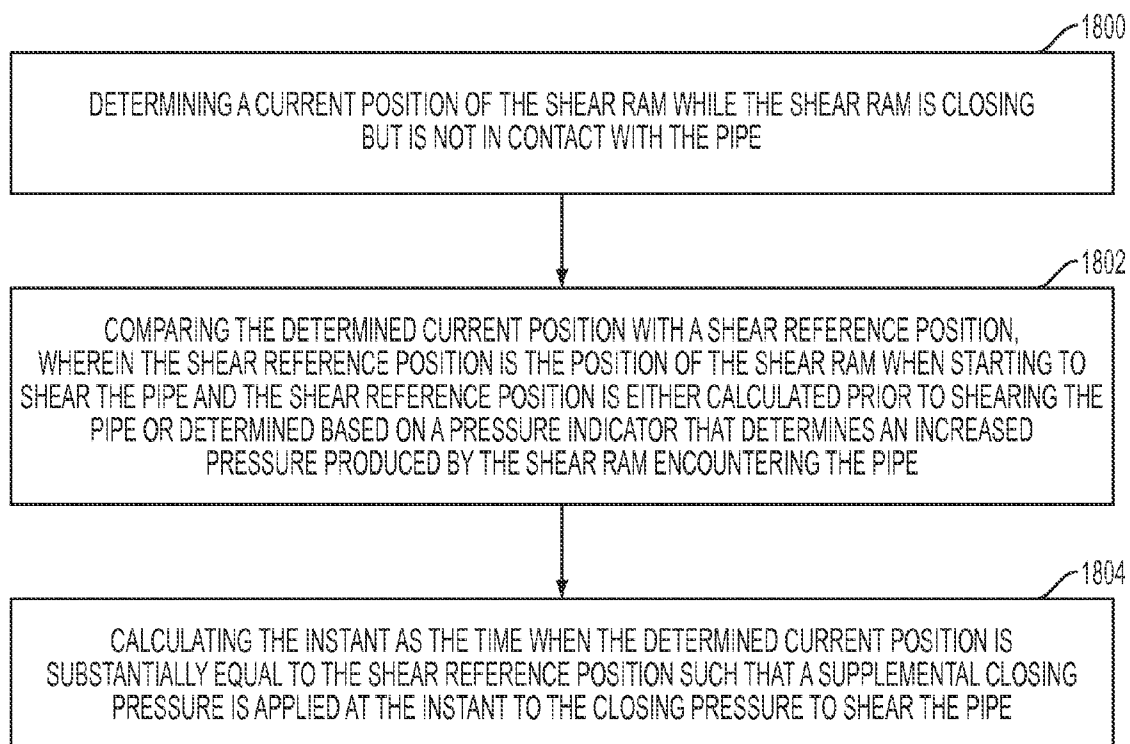 1800
DETERMINING A CURRENT POSITION OF THE SHEAR RAM WHILE THE SHEAR RAM IS CLOSING
BUT IS NOT IN CONTACT WITH THE PIPE
1802
COMPARING THE DETERMINED CURRENT POSITION WITH A SHEAR REFERENCE POSITION,
WHEREIN THE SHEAR REFERENCE POSITION IS THE POSITION OF THE SHEAR RAM WHEN STARTING TO
SHEAR THE PIPE AND THE SHEAR REFERENCE POSITION IS EITHER CALCULATED PRIOR TO SHEARING THE
PIPE OR DETERMINED BASED ON A PRESSURE INDICATOR THAT DETERMINES AN INCREASED
PRESSURE PRODUCED BY THE SHEAR RAM ENCOUNTERING THE PIPE
1804
CALCULATING THE INSTANT AS THE TIME WHEN THE DETERMINED CURRENT POSITION IS
SUBSTANTIALLY EQUAL TO THE SHEAR REFERENCE POSITION SUCH THAT A SUPPLEMENTAL CLOSING
PRESSURE IS APPLIED AT THE INSTANT TO THE CLOSING PRESSURE TO SHEAR THE PIPE